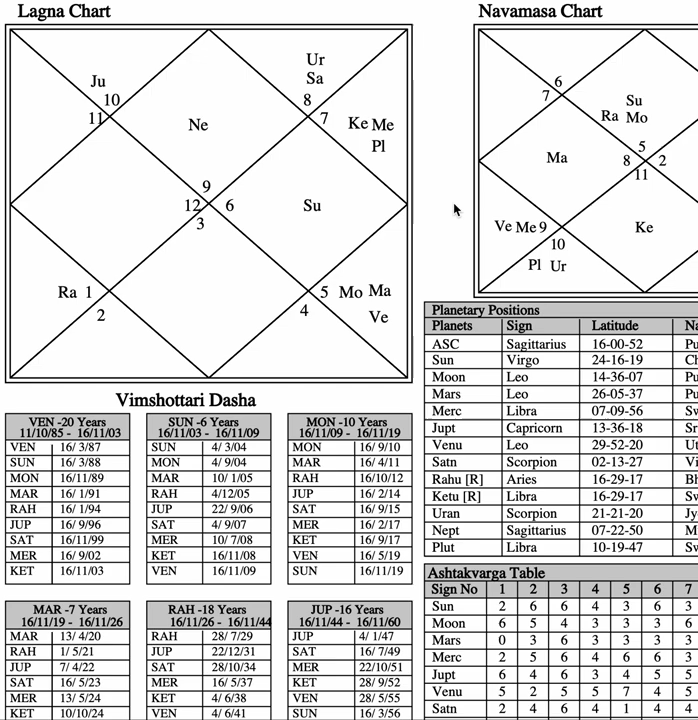 Lagna Chart
Ju
10
11
Ne
Ur
Sa
8
7
Ke Me
Pl
9
12 6
3
Su
Ra 1
2
5 Mo Ma
4
Ve
Navamasa Chart
6
7
Su
Ra Mo
Ma
5
8 2
11
Ve Me 9
10
Ke
Pl Ur
Vimshottari Dasha
VEN -20 Years
11/10/85 - 16/11/03
VEN 16/ 3/87
SUN 16/ 3/88
MON 16/11/89
MAR 16/ 1/91
RAH 16/ 1/94
JUP 16/ 9/96
SAT 16/11/99
MER 16/ 9/02
KET 16/11/03
SUN -6 Years
16/11/03 - 16/11/09
SUN 4/ 3/04
MON 4/ 9/04
MAR 10/ 1/05
RAH 4/12/05
JUP 22/ 9/06
SAT 4/ 9/07
MER 10/ 7/08
KET 16/11/08
VEN 16/11/09
MON -10 Years
16/11/09 - 16/11/19
MON 16/ 9/10
MAR 16/ 4/11
RAH 16/10/12
JUP 16/ 2/14
SAT 16/ 9/15
MER 16/ 2/17
KET 16/ 9/17
VEN 16/ 5/19
SUN 16/11/19
MAR -7 Years
16/11/19 - 16/11/26
MAR 13/ 4/20
RAH 1/ 5/21
JUP 7/ 4/22
SAT 16/ 5/23
MER 13/ 5/24
KET 10/10/24
RAH -18 Years
16/11/26 - 16/11/44
RAH 28/ 7/29
JUP 22/12/31
SAT 28/10/34
MER 16/ 5/37
KET 4/ 6/38
VEN 4/ 6/41
JUP -16 Years
16/11/44 - 16/11/60
JUP 4/ 1/47
SAT 16/ 7/49
MER 22/10/51
KET 28/ 9/52
VEN 28/ 5/55
SUN 16/ 3/56
Planetary Positions
Planets Sign Latitude Na
ASC Sagittarius 16-00-52 Pu
Sun Virgo 24-16-19 Ch
Moon Leo 14-36-07 Pu
Mars Leo 26-05-37 Pu
Merc Libra 07-09-56 Sw
Jupt Capricorn 13-36-18 Sr
Venu Leo 29-52-20 Ut
Satn Scorpion 02-13-27 Vi
Rahu [R] Aries 16-29-17 Bh
Ketu [R] Libra 16-29-17 Sw
Uran Scorpion 21-21-20 Jy
Nept Sagittarius 07-22-50 M
Plut Libra 10-19-47 Sw
Ashtakvarga Table
Sign No 1 2 3 4 5 6 7
Sun 2 6 6 4 3 6 3
Moon 6 5 4 3 3 3 6
Mars 0 3 6 3 3 3 3
Merc 2 5 6 4 6 6 3
Jupt 6 4 6 3 4 5 5
Venu 5 2 5 5 7 4 5
Satn 2 4 6 4 1 4 4